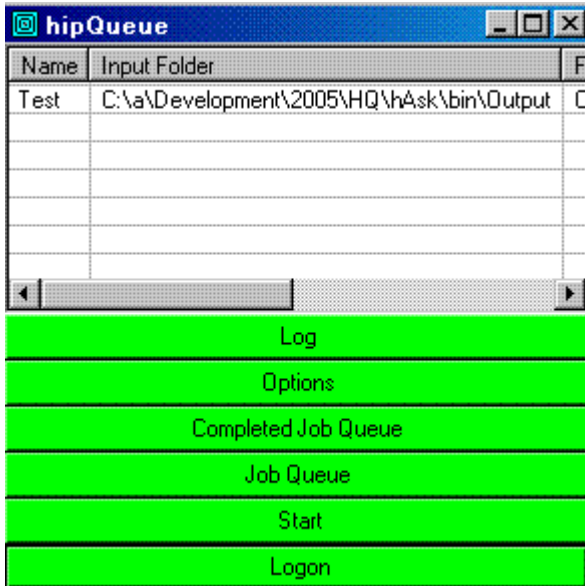 hipQueue
Name Input Folder F
Test C:\a\Development\2005\HQ\hAsk\bin\Output C
Log
Options
Completed Job Queue
Job Queue
Start
Logon